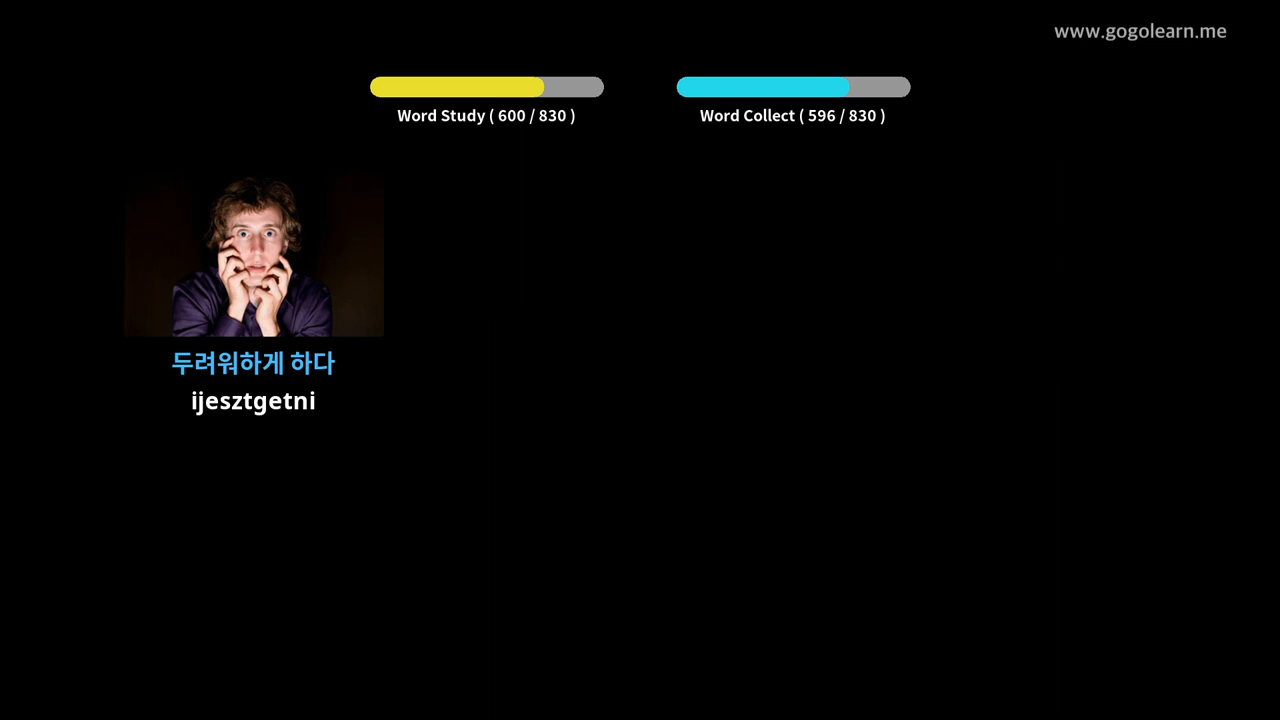 www.gogolearn.me
Word Study ( 600 / 830 )
Word Collect ( 596 / 830 )
두려워하게 하다
ijesztgetni